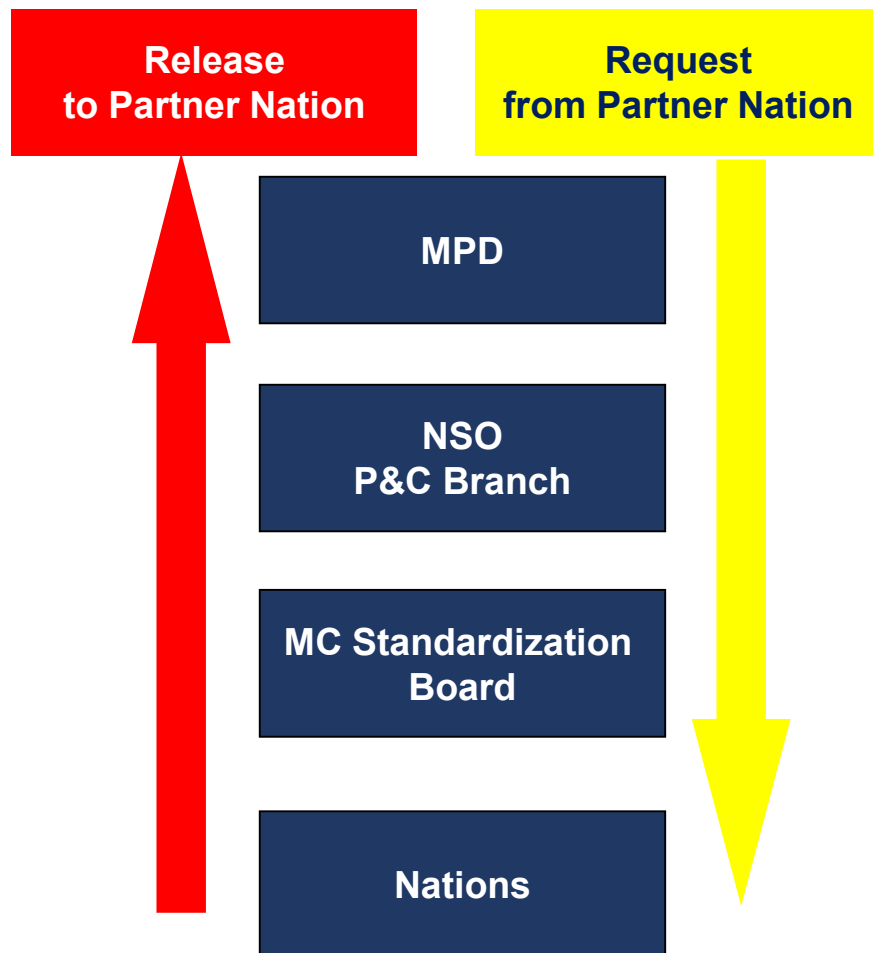 Release
to Partner Nation
Request
from Partner Nation
MPD
NSO
P&C Branch
MC Standardization
Board
Nations